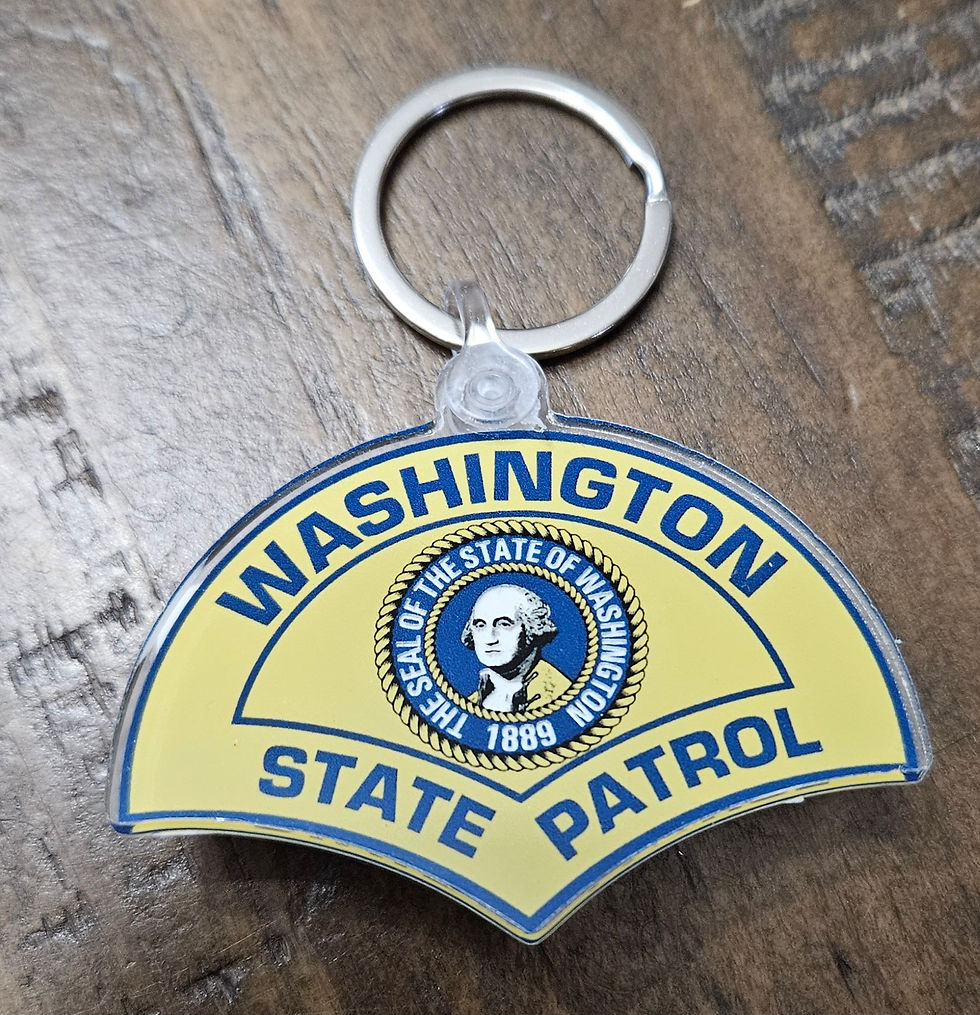 WASHINGTON
THE SEAL OF THE STATE OF WASHINGTON
1889
STATE PATROL